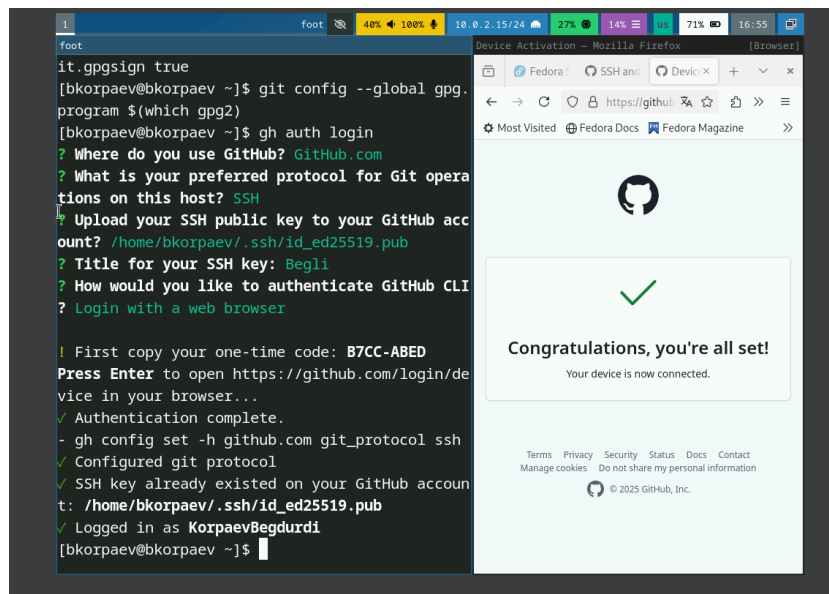 1 foot 40% 100% 10.0.2.15/24 27% 14% us 71% 16:55
foot
it.gpgsign true
[bkorpaev@bkorpaev ~]$ git config --global gpg.
program $(which gpg2)
[bkorpaev@bkorpaev ~]$ gh auth login
? Where do you use GitHub? GitHub.com
? What is your preferred protocol for Git opera
tions on this host? SSH
? Upload your SSH public key to your GitHub acc
ount? /home/bkorpaev/.ssh/id_ed25519.pub
? Title for your SSH key: Begli
? How would you like to authenticate GitHub CLI
? Login with a web browser
! First copy your one-time code: B7CC-ABED
Press Enter to open https://github.com/login/de
vice in your browser...
✓ Authentication complete.
- gh config set -h github.com git_protocol ssh
✓ Configured git protocol
✓ SSH key already existed on your GitHub accoun
t: /home/bkorpaev/.ssh/id_ed25519.pub
✓ Logged in as KorpaevBegdurdi
[bkorpaev@bkorpaev ~]$
Device Activation — Mozilla Firefox [Browser]
Fedora SSH and Devic
https://github
Most Visited Fedora Docs Fedora Magazine
Congratulations, you're all set!
Your device is now connected.
Terms Privacy Security Status Docs Contact
Manage cookies Do not share my personal information
© 2025 GitHub, Inc.